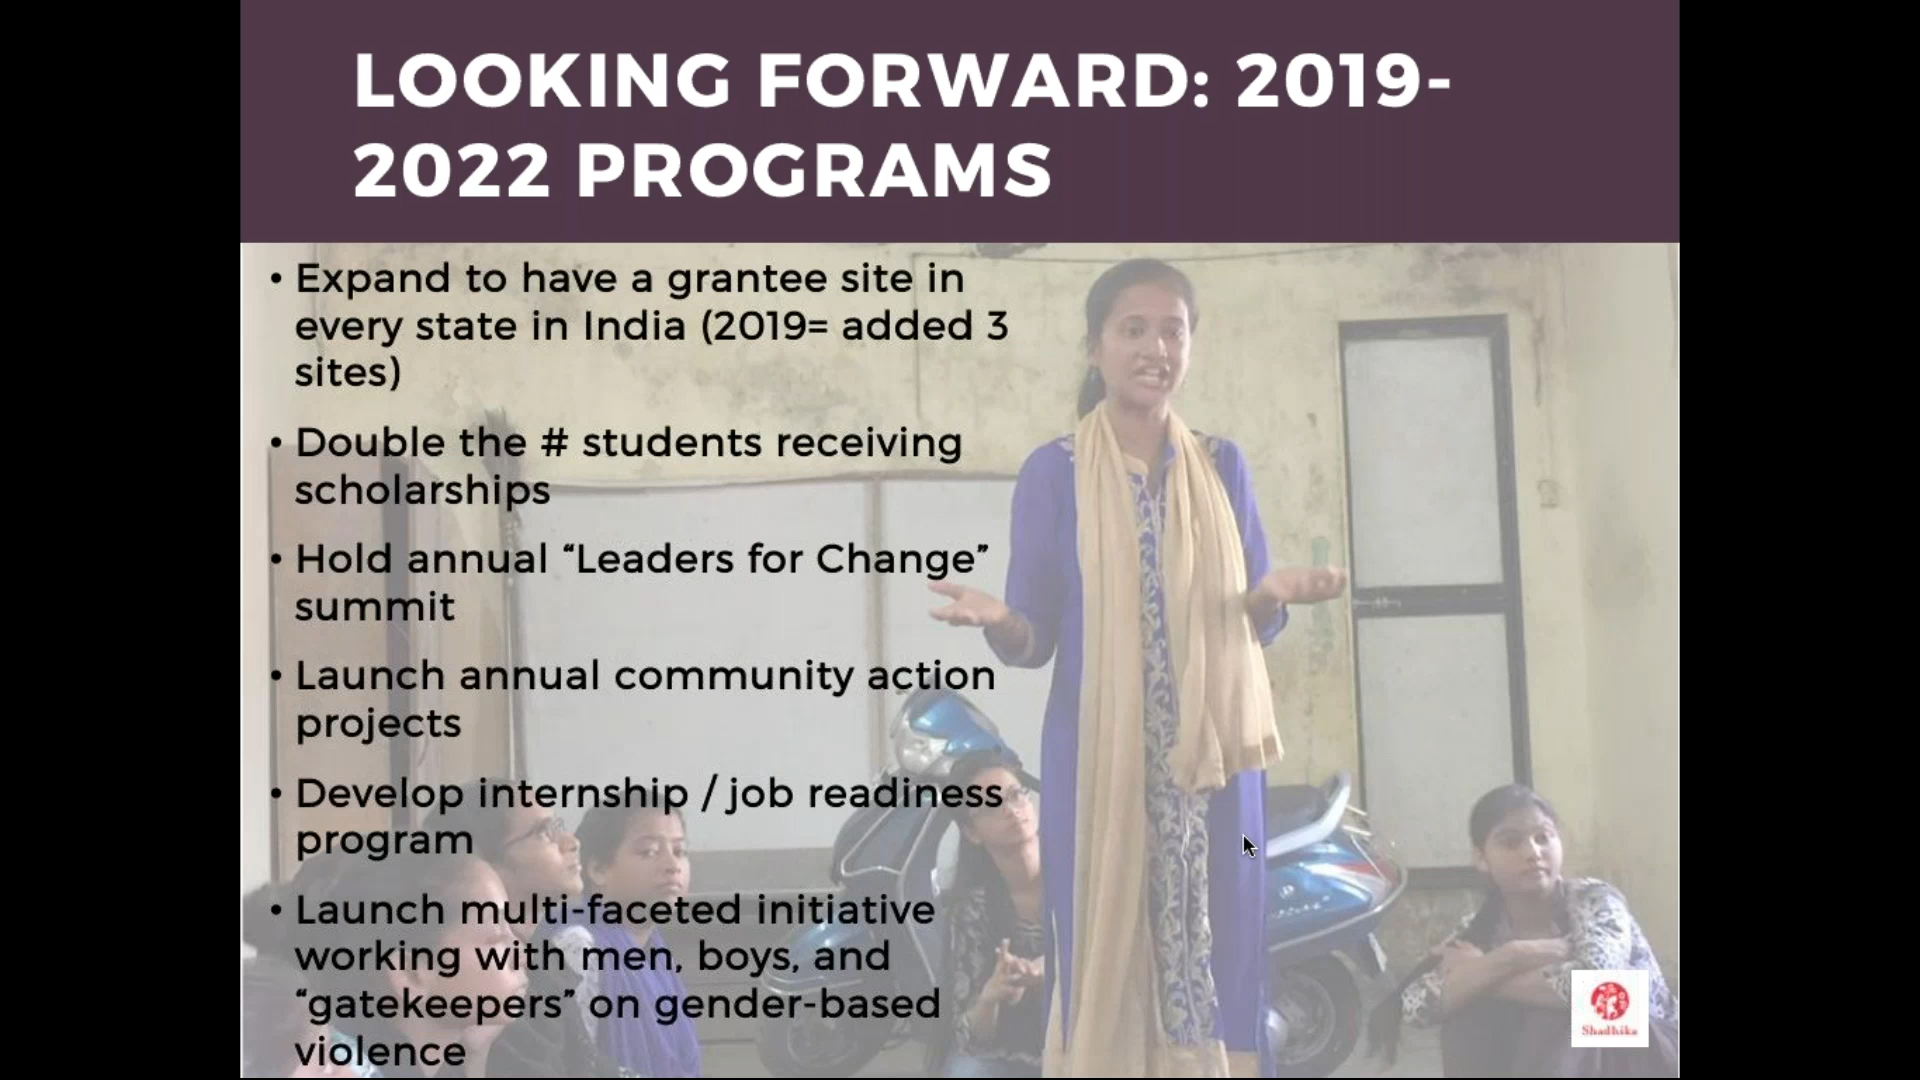 LOOKING FORWARD: 2019-
2022 PROGRAMS
• Expand to have a grantee site in
every state in India (2019= added 3
sites)
• Double the # students receiving
scholarships
• Hold annual “Leaders for Change”
summit
• Launch annual community action
projects
• Develop internship / job readiness
program
• Launch multi-faceted initiative
working with men, boys, and
“gatekeepers” on gender-based
violence
Shadhika